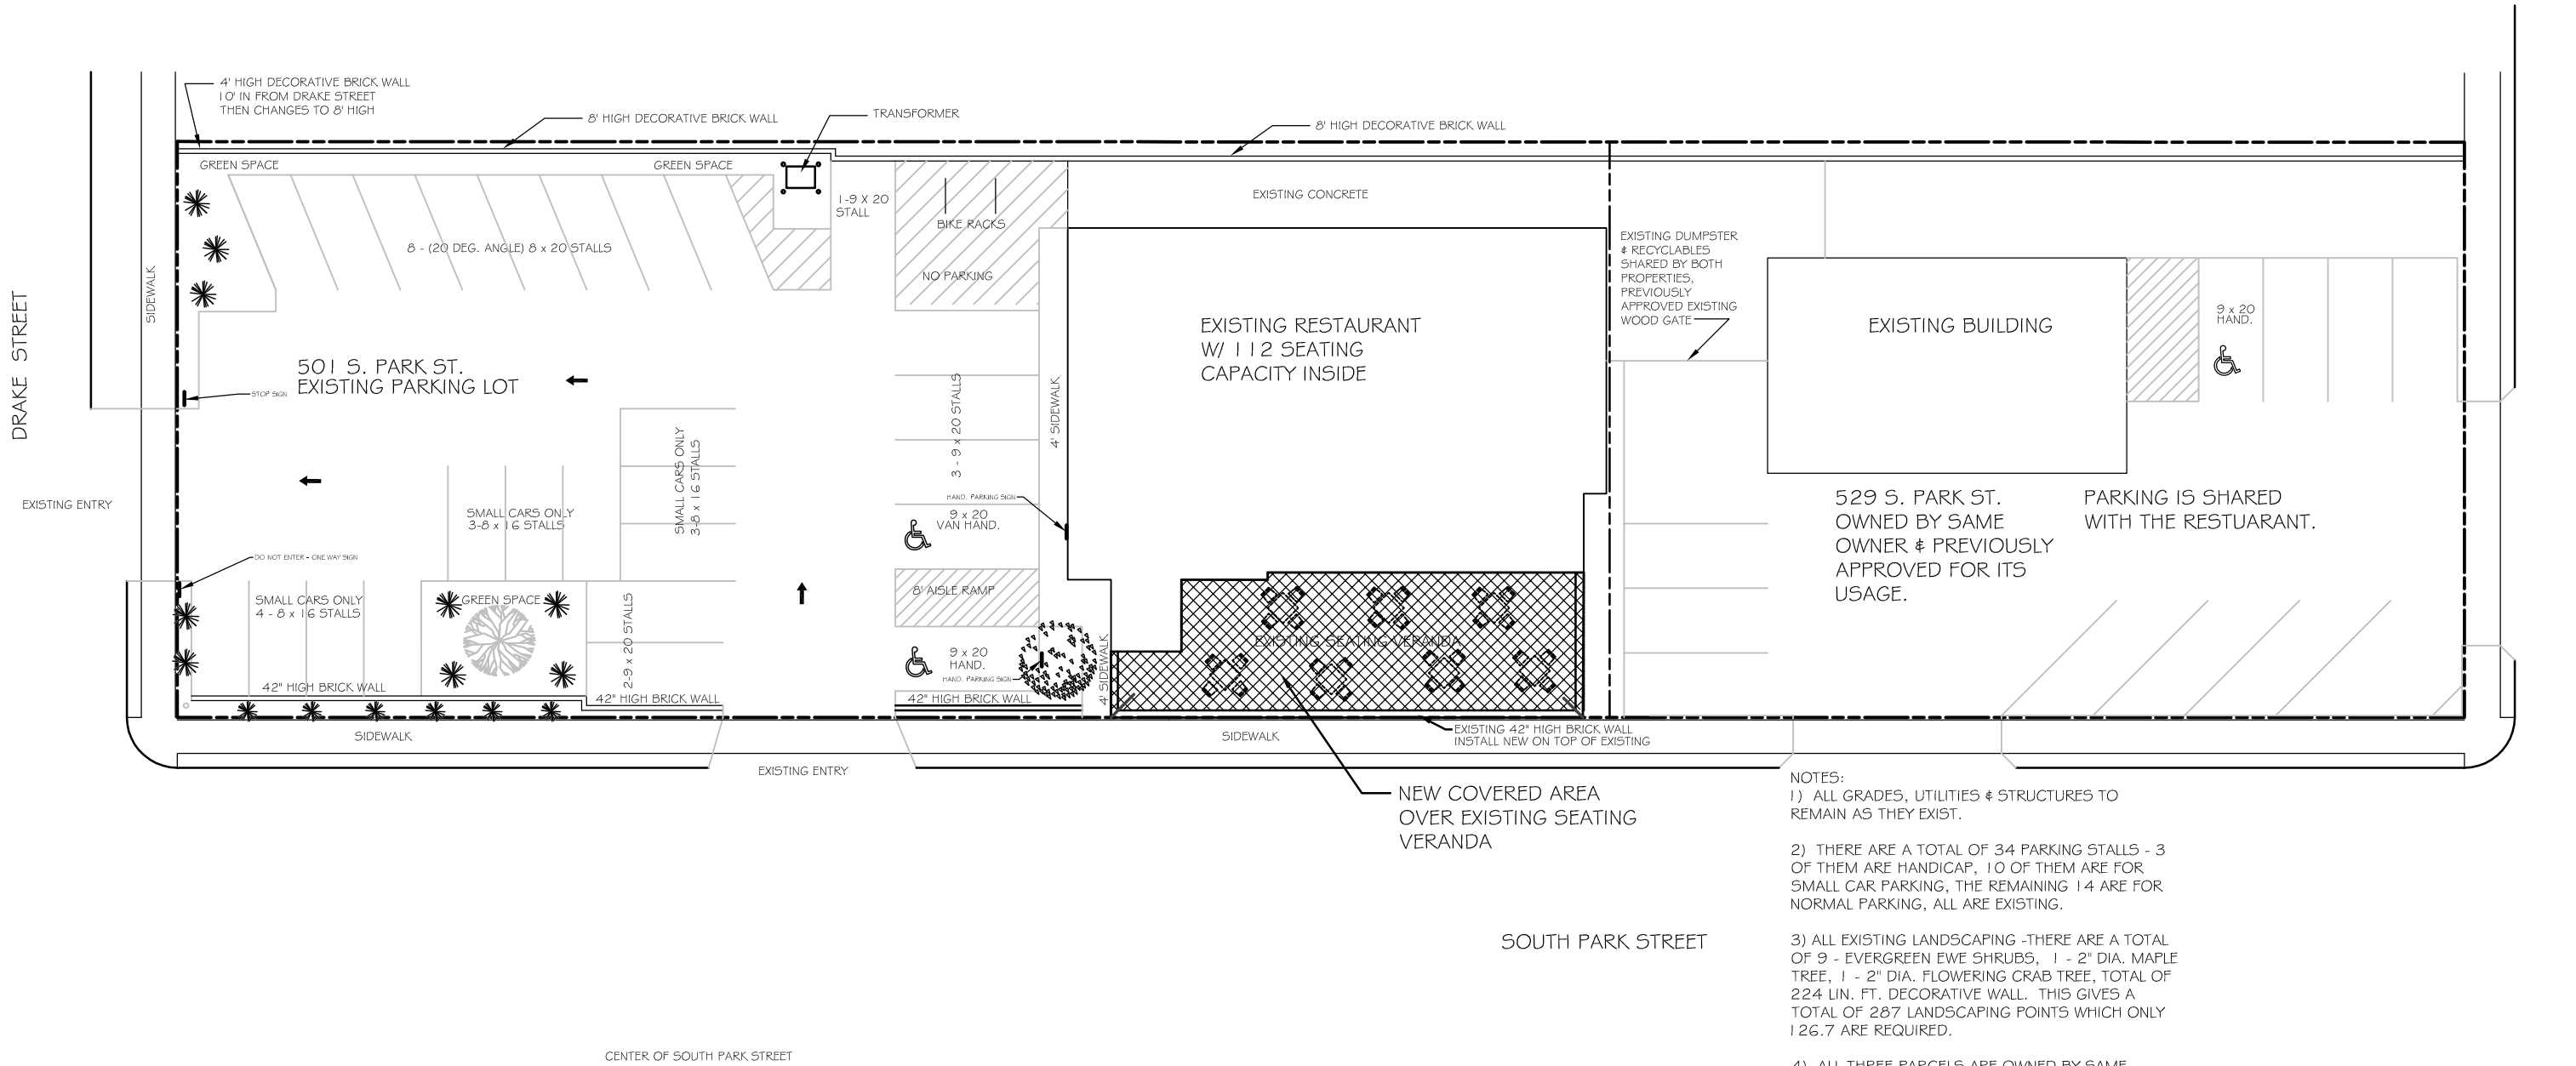 4' HIGH DECORATIVE BRICK WALL
10' IN FROM DRAKE STREET
THEN CHANGES TO 8' HIGH
8' HIGH DECORATIVE BRICK WALL
TRANSFORMER
8' HIGH DECORATIVE BRICK WALL
GREEN SPACE
GREEN SPACE
1-9 X 20
STALL
BIKE RACKS
NO PARKING
EXISTING CONCRETE
8 - (20 DEG. ANGLE) 8 x 20 STALLS
SIDEWALK
DRAKE STREET
501 S. PARK ST.
EXISTING PARKING LOT
STOP SIGN
EXISTING RESTAURANT
W/ 112 SEATING
CAPACITY INSIDE
EXISTING DUMPSTER
& RECYCLABLES
SHARED BY BOTH
PROPERTIES,
PREVIOUSLY
APPROVED EXISTING
WOOD GATE
EXISTING BUILDING
9 x 20
HAND.
3 - 9 x 20 STALLS
4' SIDEWALK
SMALL CARS ONLY
3-8 x 16 STALLS
EXISTING ENTRY
SMALL CARS ONLY
3-8 x 16 STALLS
HAND. PARKING SIGN
9 x 20
VAN HAND.
529 S. PARK ST.
OWNED BY SAME
OWNER & PREVIOUSLY
APPROVED FOR ITS
USAGE.
PARKING IS SHARED
WITH THE RESTUARANT.
DO NOT ENTER - ONE WAY SIGN
SMALL CARS ONLY
4 - 8 x 16 STALLS
GREEN SPACE
2-9 x 20 STALLS
8' AISLE RAMP
9 x 20
HAND.
HAND. PARKING SIGN
4' SIDEWALK
EXISTING SEATING VERANDA
42" HIGH BRICK WALL
42" HIGH BRICK WALL
42" HIGH BRICK WALL
SIDEWALK
SIDEWALK
EXISTING 42" HIGH BRICK WALL
INSTALL NEW ON TOP OF EXISTING
EXISTING ENTRY
NEW COVERED AREA
OVER EXISTING SEATING
VERANDA
NOTES:
1) ALL GRADES, UTILITIES & STRUCTURES TO
REMAIN AS THEY EXIST.
2) THERE ARE A TOTAL OF 34 PARKING STALLS - 3
OF THEM ARE HANDICAP, 10 OF THEM ARE FOR
SMALL CAR PARKING, THE REMAINING 14 ARE FOR
NORMAL PARKING, ALL ARE EXISTING.
3) ALL EXISTING LANDSCAPING -THERE ARE A TOTAL
OF 9 - EVERGREEN EWE SHRUBS, 1 - 2" DIA. MAPLE
TREE, 1 - 2" DIA. FLOWERING CRAB TREE, TOTAL OF
224 LIN. FT. DECORATIVE WALL. THIS GIVES A
TOTAL OF 287 LANDSCAPING POINTS WHICH ONLY
126.7 ARE REQUIRED.
4) ALL THREE PARCELS ARE OWNED BY SAME
SOUTH PARK STREET
CENTER OF SOUTH PARK STREET